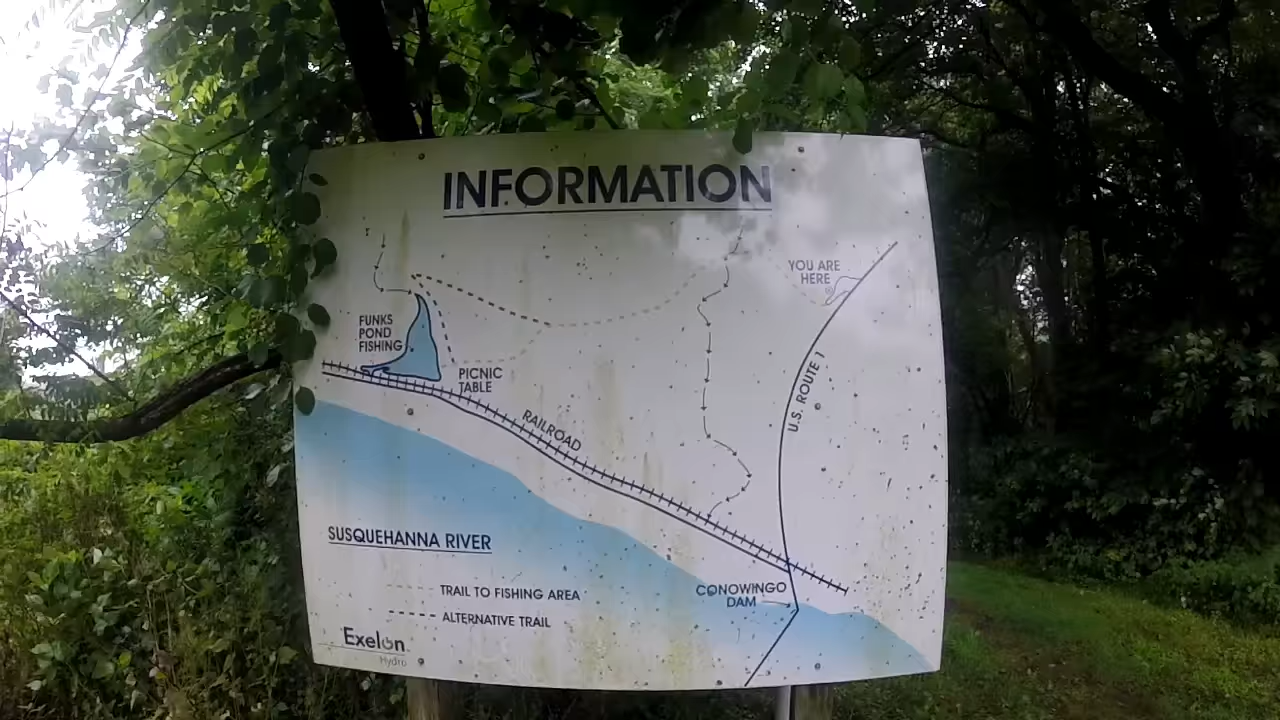 INFORMATION
YOU ARE
HERE
FUNKS
POND
FISHING
PICNIC
TABLE
U.S. ROUTE 1
RAILROAD
SUSQUEHANNA RIVER
CONOWINGO
DAM
TRAIL TO FISHING AREA
ALTERNATIVE TRAIL
Exelon
Hydro